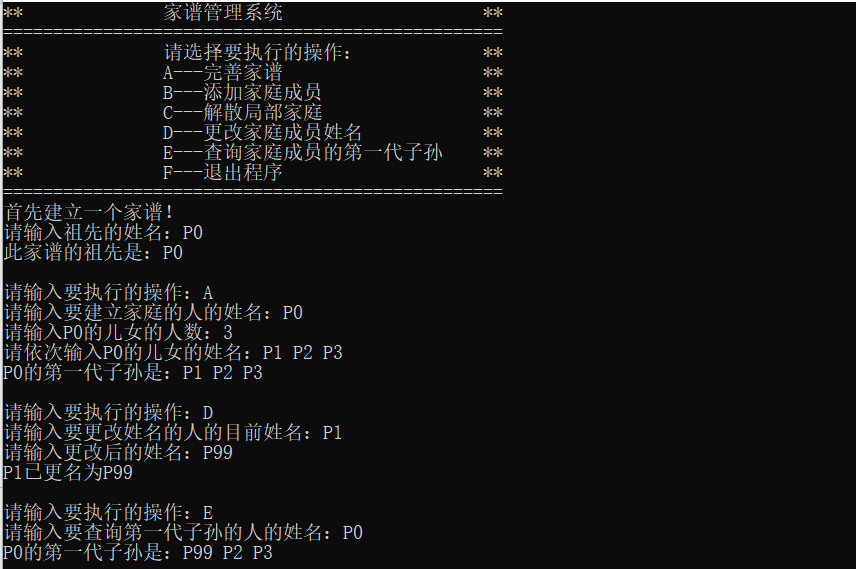 ** 家谱管理系统 **
==================================================
** 请选择要执行的操作: **
** A---完善家谱 **
** B---添加家庭成员 **
** C---解散局部家庭 **
** D---更改家庭成员姓名 **
** E---查询家庭成员的第一代子孙 **
** F---退出程序 **
==================================================
首先建立一个家谱!
请输入祖先的姓名: P0
此家谱的祖先是: P0
请输入要执行的操作: A
请输入要建立家庭的人的姓名: P0
请输入P0的儿女的人数: 3
请依次输入P0的儿女的姓名: P1 P2 P3
P0的第一代子孙是: P1 P2 P3
请输入要执行的操作: D
请输入要更改姓名的人的目前姓名: P1
请输入更改后的姓名: P99
P1已更名为P99
请输入要执行的操作: E
请输入要查询第一代子孙的人的姓名: P0
P0的第一代子孙是: P99 P2 P3